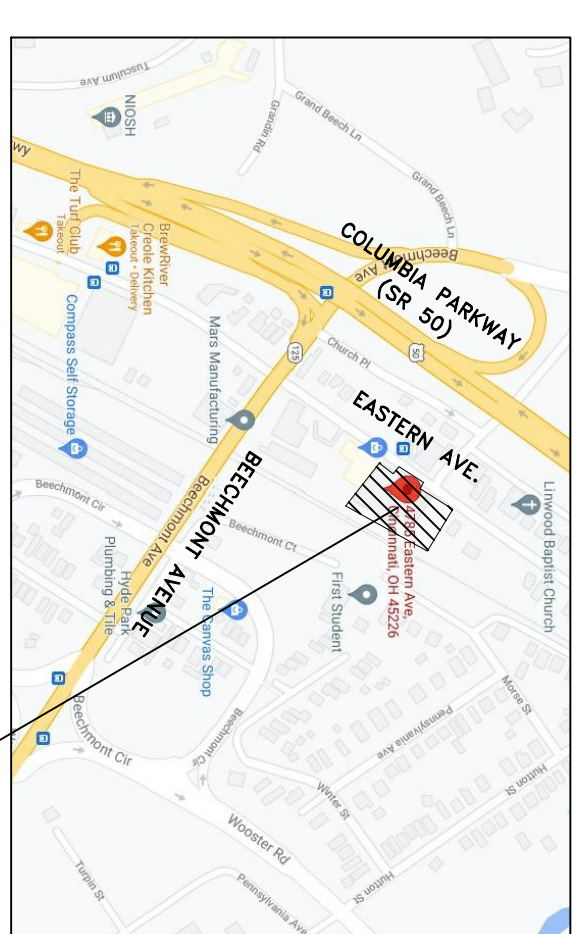 Tusculum Ave
NIOSH
Grandin Rd
Grand Beech Ln
Grand Beech Ln
wy
The Turf Club
Takeout
BrewRiver
Creole Kitchen
Takeout • Delivery
Beechmont Ave
COLUMBIA PARKWAY
(SR 50)
50
125
Church Pl
Compass Self Storage
Mars Manufacturing
EASTERN AVE.
Linwood Baptist Church
4785 Eastern Ave,
Cincinnati, OH 45226
Beechmont Cir
Beechmont Ave
BEECHMONT AVENUE
Beechmont Ct
First Student
Hyde Park
Plumbing & Tile
The Canvas Shop
Morse St
Pennsylvania Ave
Hutton St
Beechmont Cir
Beechmont Cir
Winter St
Wooster Rd
Hutton St
Turpin St
Pennsylvania Ave